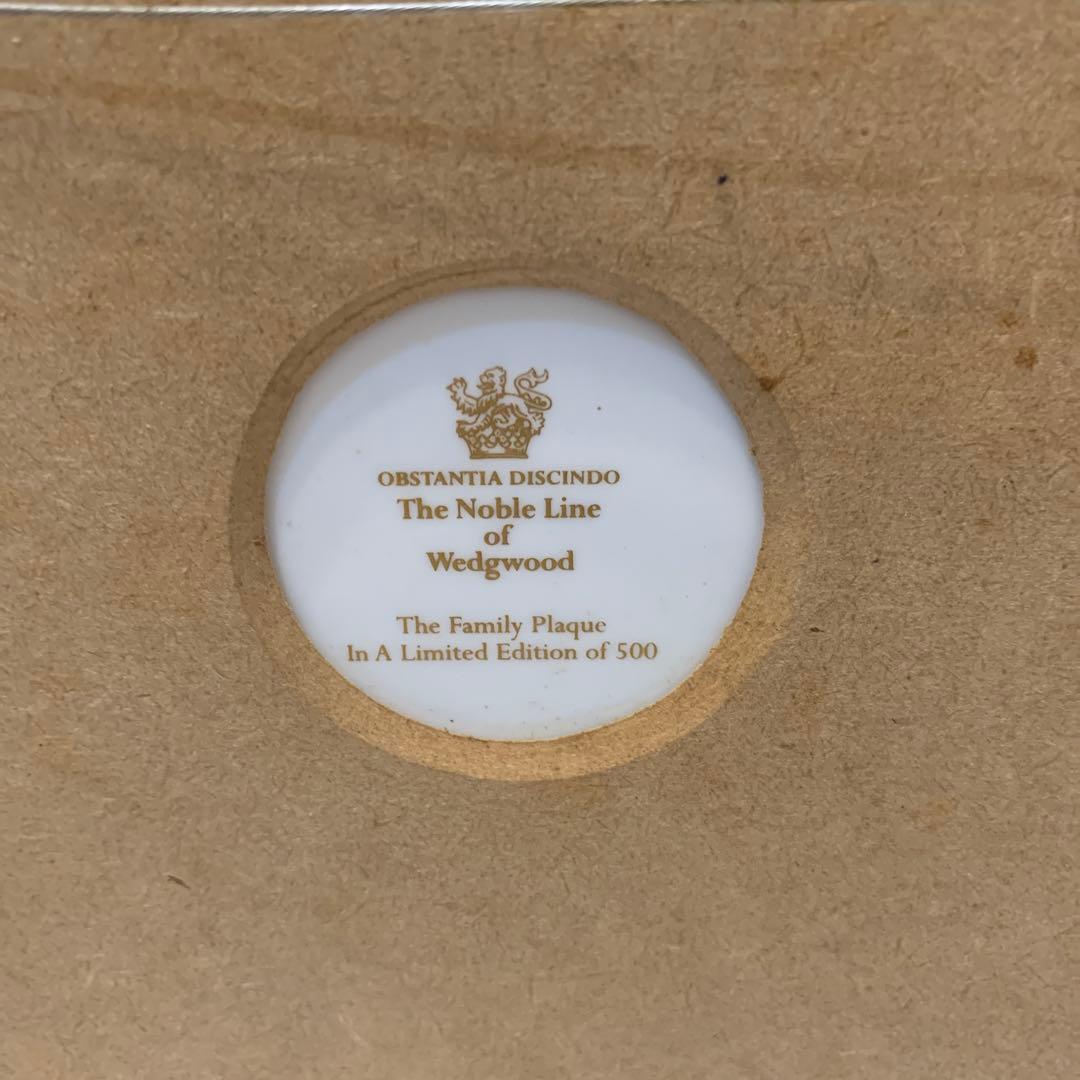 OBSTANTIA DISCINDO
The Noble Line
of
Wedgwood
The Family Plaque
In A Limited Edition of 500